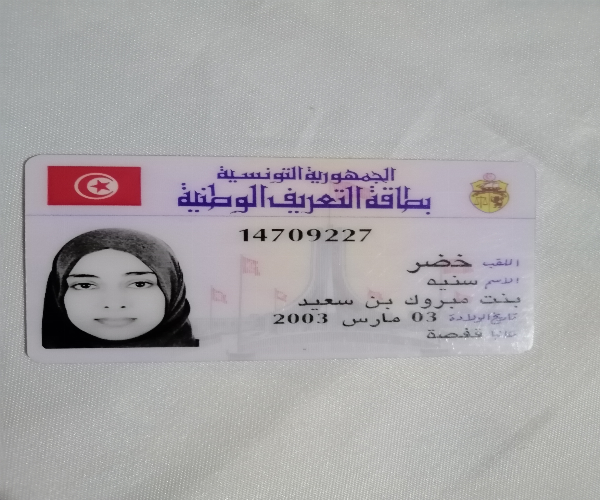 الجمهورية التونسية
بطاقة التعريف الوطنية
14709227
اللقب خضر
الاسم سنيه
بنت مبروك بن سعيد
تاريخ الولادة 03 مارس 2003
مكانها قفصة